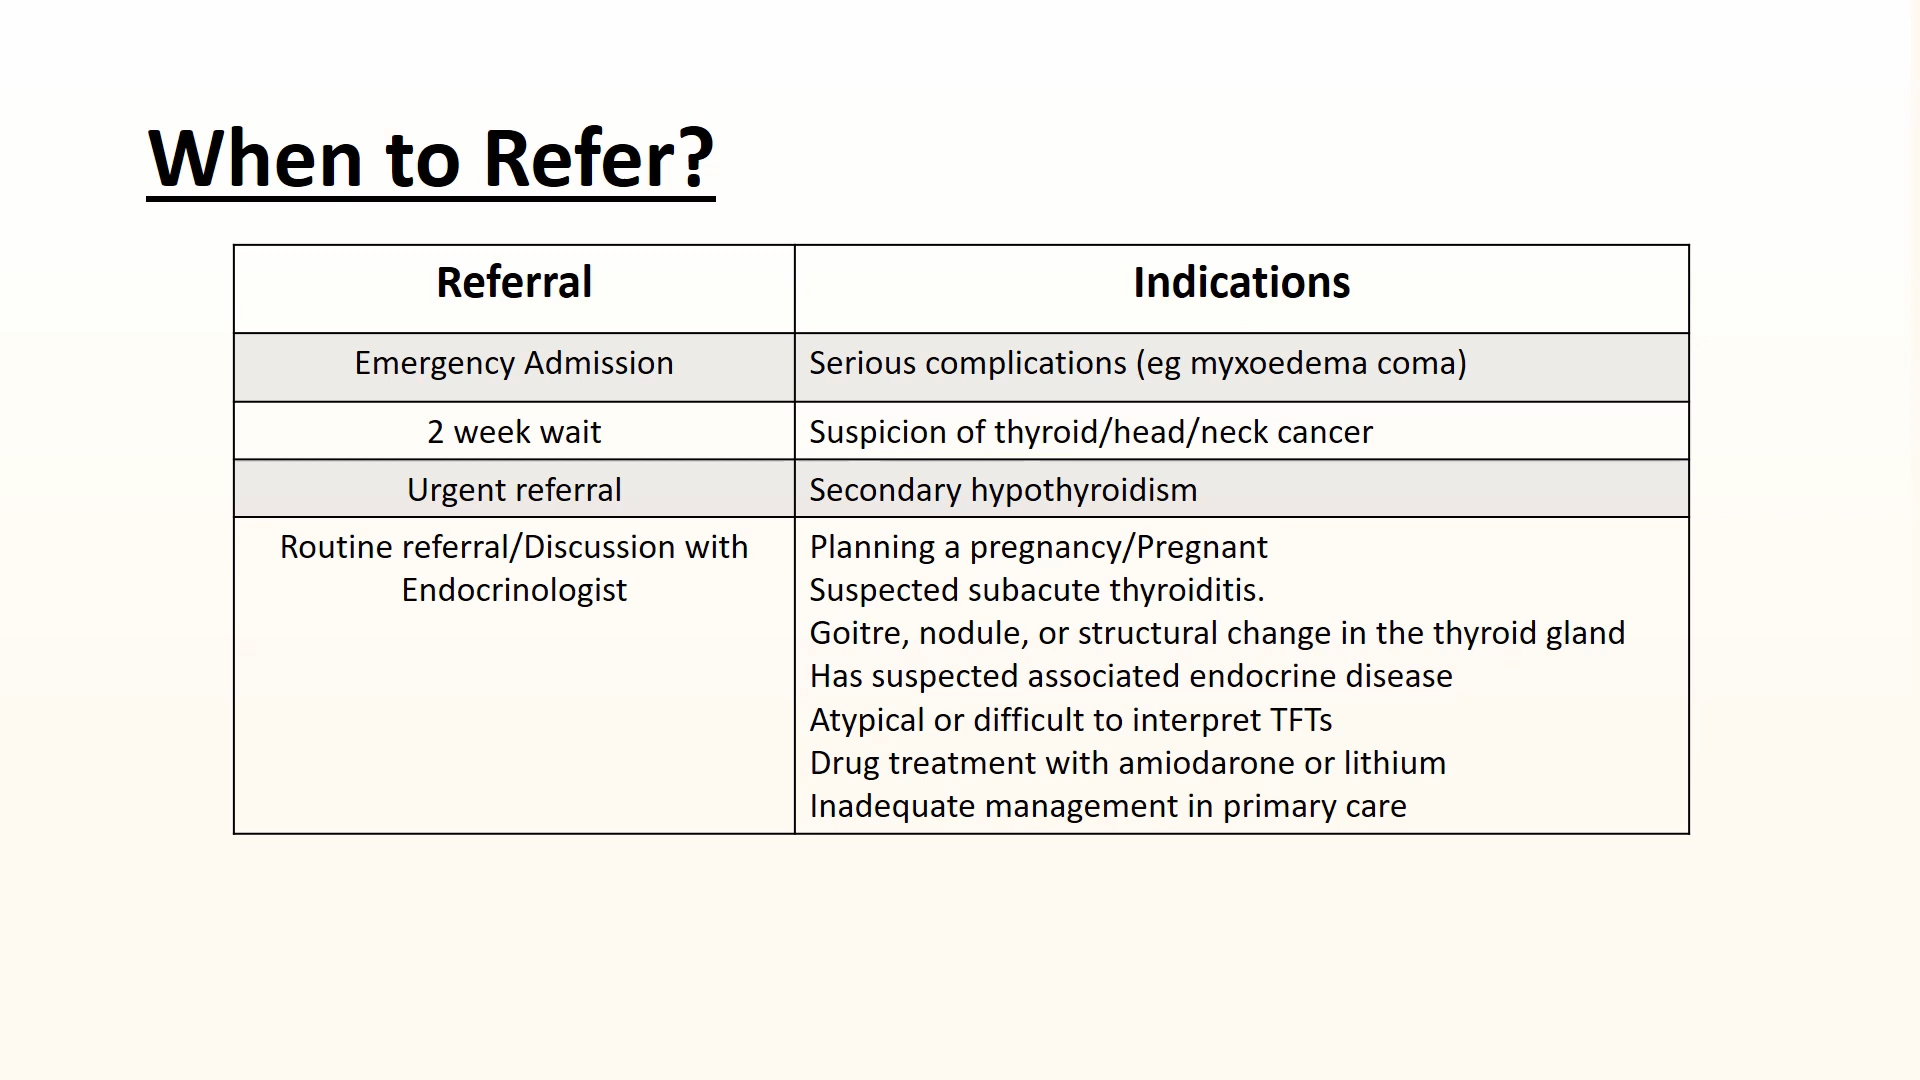 When to Refer?
Referral
Indications
Emergency Admission
Serious complications (eg myxoedema coma)
2 week wait
Suspicion of thyroid/head/neck cancer
Urgent referral
Secondary hypothyroidism
Routine referral/Discussion with
Endocrinologist
Planning a pregnancy/Pregnant
Suspected subacute thyroiditis.
Goitre, nodule, or structural change in the thyroid gland
Has suspected associated endocrine disease
Atypical or difficult to interpret TFTs
Drug treatment with amiodarone or lithium
Inadequate management in primary care